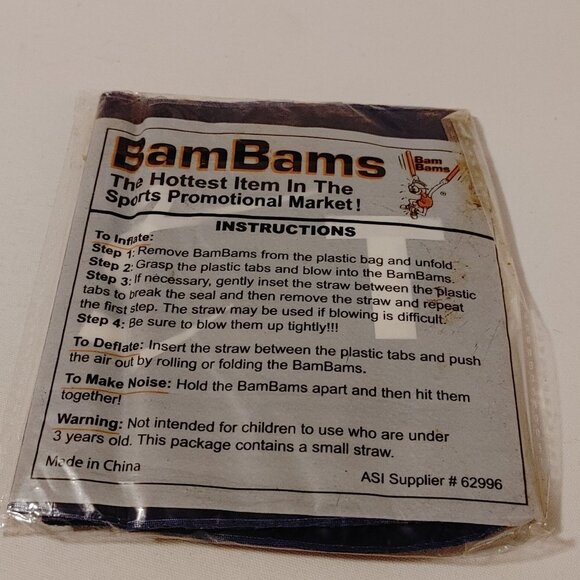 BamBams
Bam
Bams
®
The Hottest Item In The
Sports Promotional Market!
INSTRUCTIONS
To Inflate:
Step 1: Remove BamBams from the plastic bag and unfold.
Step 2: Grasp the plastic tabs and blow into the BamBams.
Step 3: If necessary, gently inset the straw between the plastic
tabs to break the seal and then remove the straw and repeat
the first step. The straw may be used if blowing is difficult.
Step 4: Be sure to blow them up tightly!!!
To Deflate: Insert the straw between the plastic tabs and push
the air out by rolling or folding the BamBams.
To Make Noise: Hold the BamBams apart and then hit them
together!
Warning: Not intended for children to use who are under
3 years old. This package contains a small straw.
Made in China
ASI Supplier # 62996